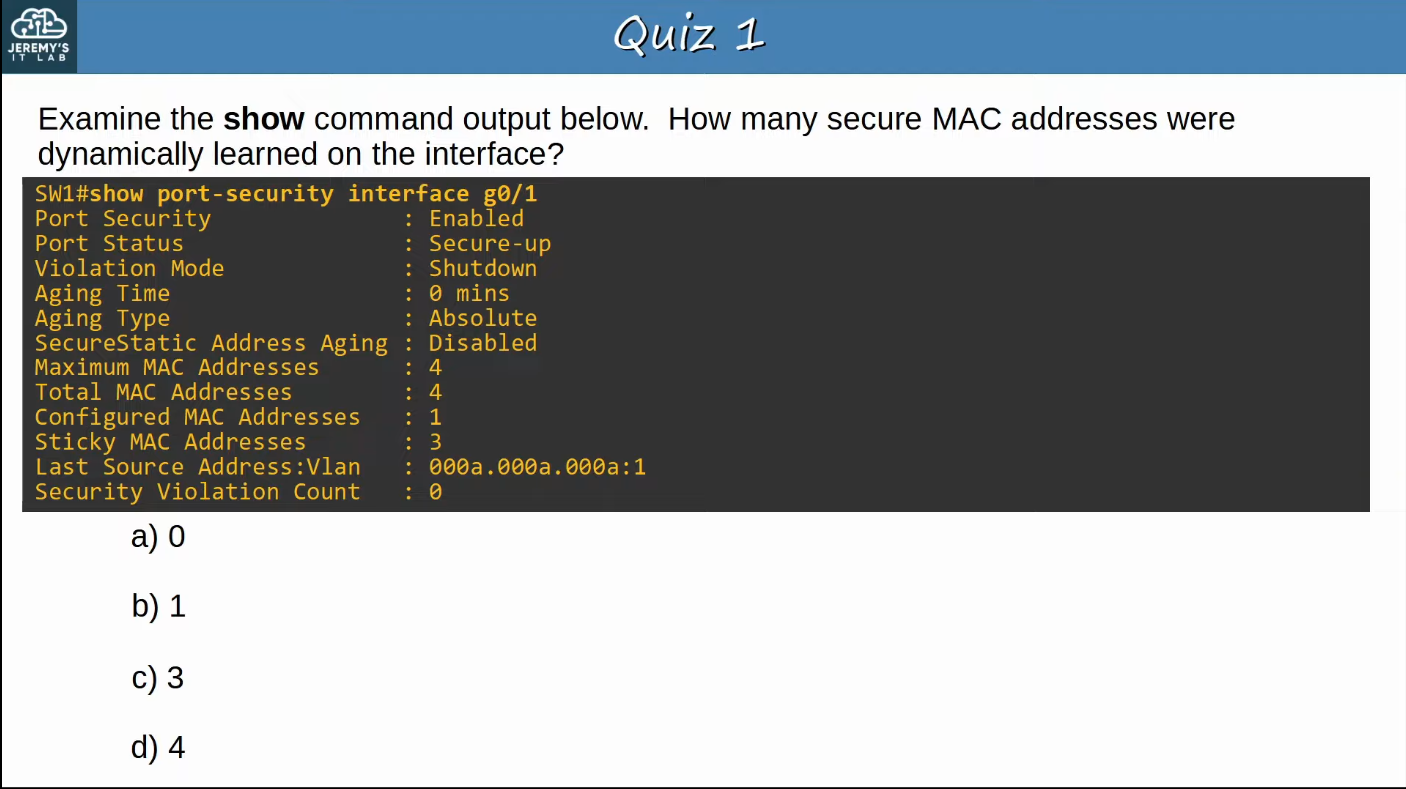 JEREMY'S
IT LAB
Quiz 1
Examine the show command output below.  How many secure MAC addresses were
dynamically learned on the interface?
SW1#show port-security interface g0/1
Port Security              : Enabled
Port Status                : Secure-up
Violation Mode             : Shutdown
Aging Time                 : 0 mins
Aging Type                 : Absolute
SecureStatic Address Aging : Disabled
Maximum MAC Addresses      : 4
Total MAC Addresses        : 4
Configured MAC Addresses   : 1
Sticky MAC Addresses       : 3
Last Source Address:Vlan   : 000a.000a.000a:1
Security Violation Count   : 0
a) 0
b) 1
c) 3
d) 4